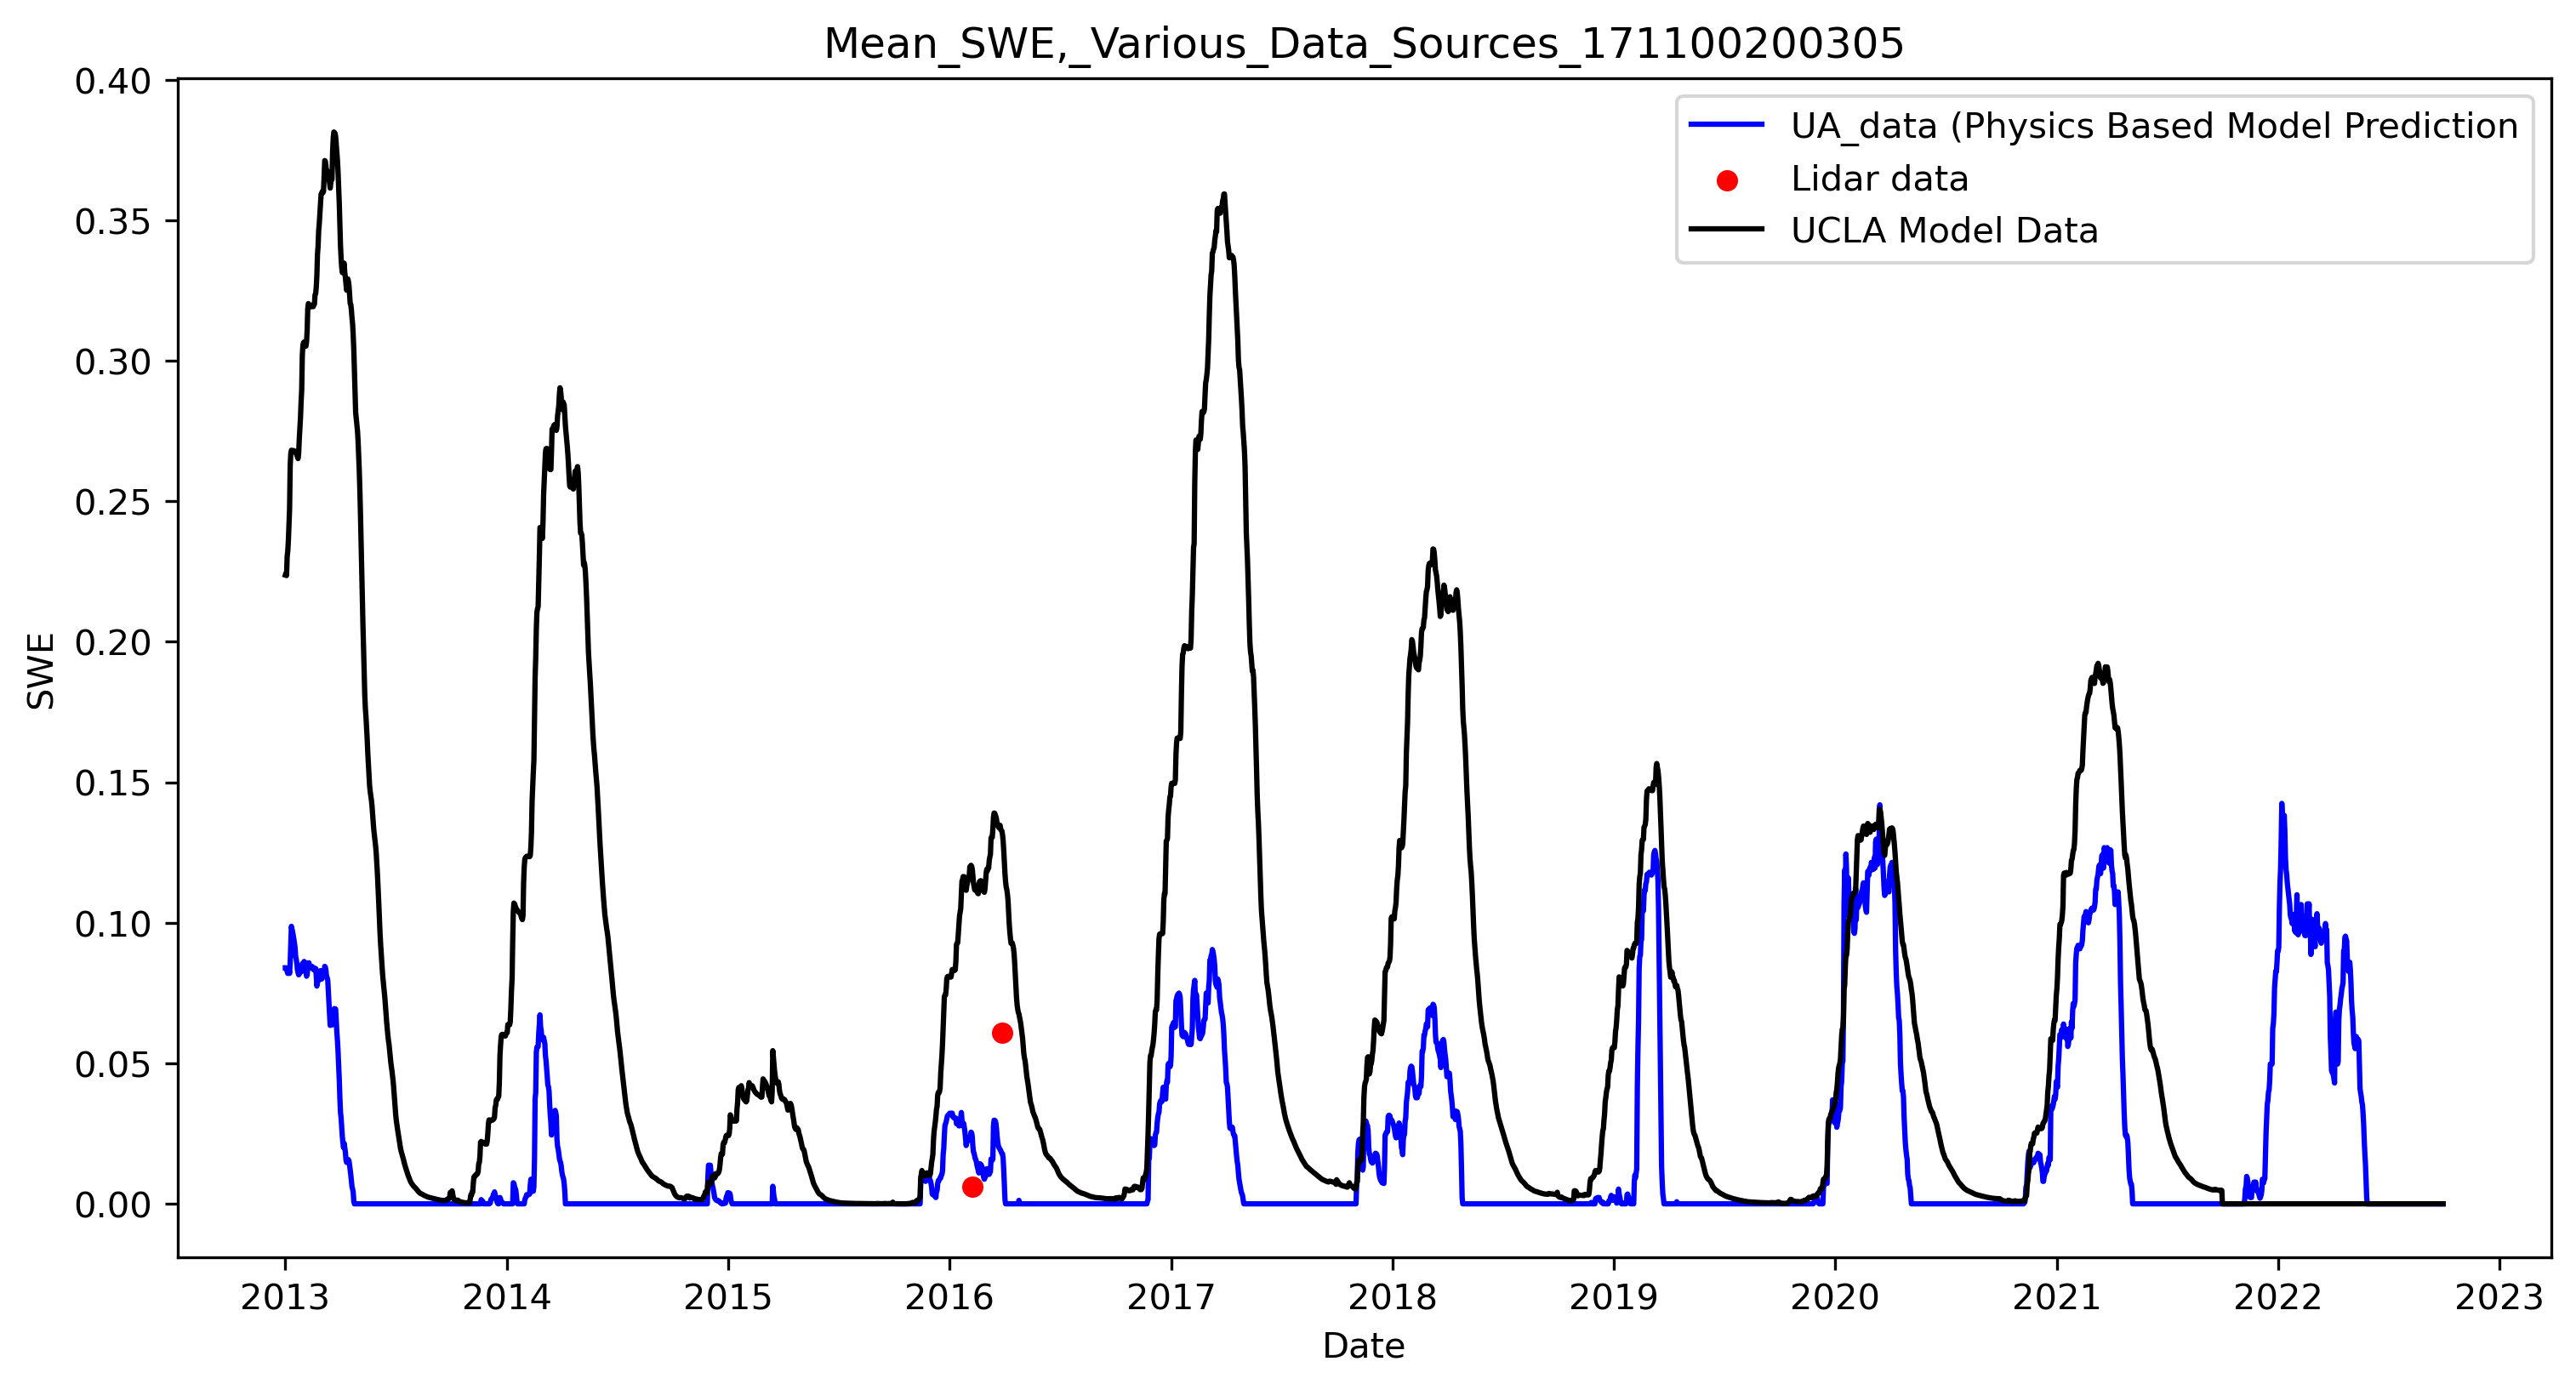 Mean_SWE,_Various_Data_Sources_171100200305
UA_data (Physics Based Model Prediction
Lidar data
UCLA Model Data
SWE
0.40
0.35
0.30
0.25
0.20
0.15
0.10
0.05
0.00
2013 2014 2015 2016 2017 2018 2019 2020 2021 2022 2023
Date